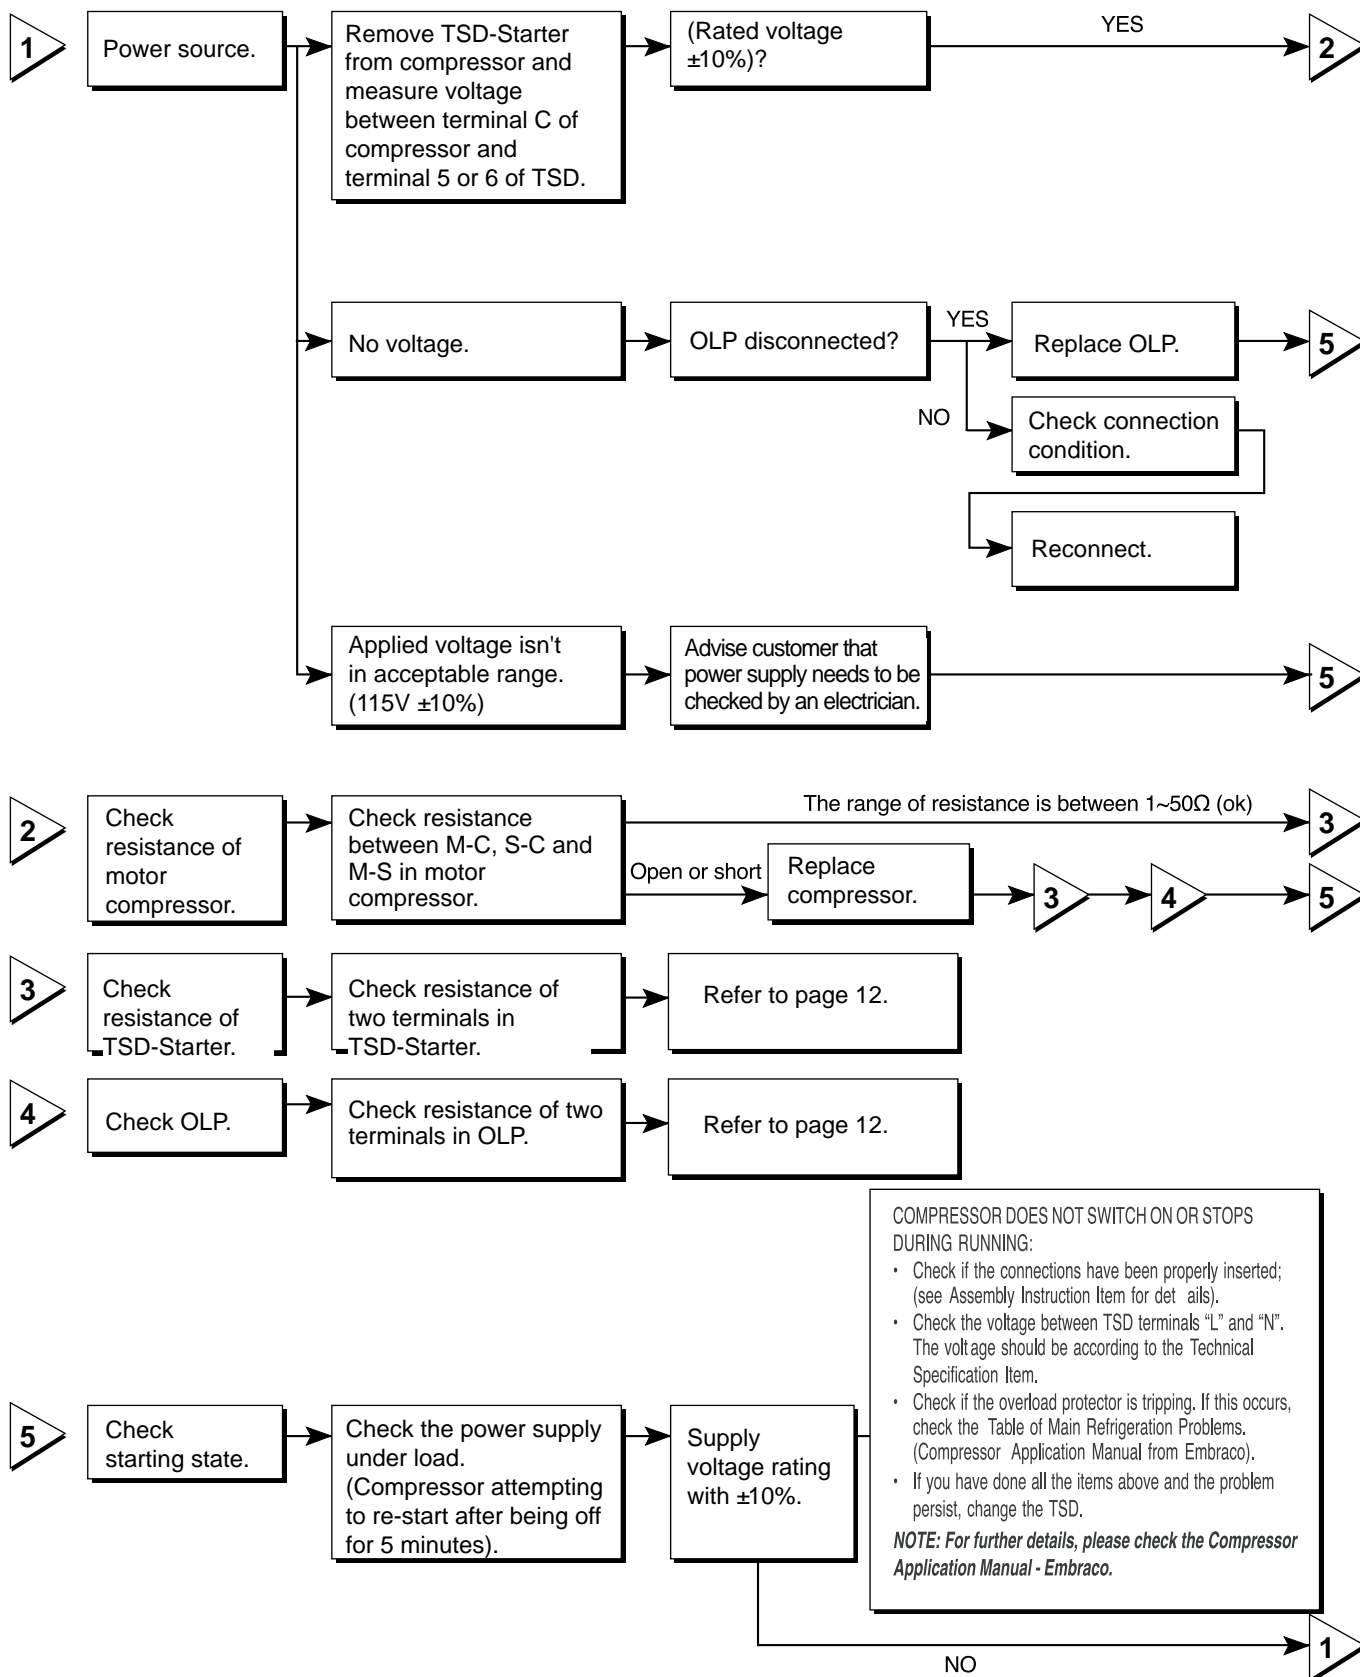 1
Power source.
Remove TSD-Starter
from compressor and
measure voltage
between terminal C of
compressor and
terminal 5 or 6 of TSD.
(Rated voltage
±10%)?
YES
2
No voltage.
OLP disconnected?
YES
Replace OLP.
5
NO
Check connection
condition.
Reconnect.
Applied voltage isn't
in acceptable range.
(115V ±10%)
Advise customer that
power supply needs to be
checked by an electrician.
5
2
Check
resistance of
motor
compressor.
Check resistance
between M-C, S-C and
M-S in motor
compressor.
The range of resistance is between 1~50Ω (ok)
3
Open or short
Replace
compressor.
3
4
5
3
Check
resistance of
TSD-Starter.
Check resistance of
two terminals in
TSD-Starter.
Refer to page 12.
4
Check OLP.
Check resistance of two
terminals in OLP.
Refer to page 12.
5
Check
starting state.
Check the power supply
under load.
(Compressor attempting
to re-start after being off
for 5 minutes).
Supply
voltage rating
with ±10%.
COMPRESSOR DOES NOT SWITCH ON OR STOPS
DURING RUNNING:
• Check if the connections have been properly inserted;
(see Assembly Instruction Item for det ails).
• Check the voltage between TSD terminals “L” and “N”.
The volt age should be according to the Technical
Specification Item.
• Check if the overload protector is tripping. If this occurs,
check the Table of Main Refrigeration Problems.
(Compressor Application Manual from Embraco).
• If you have done all the items above and the problem
persist, change the TSD.
NOTE: For further details, please check the Compressor
Application Manual - Embraco.
NO
1